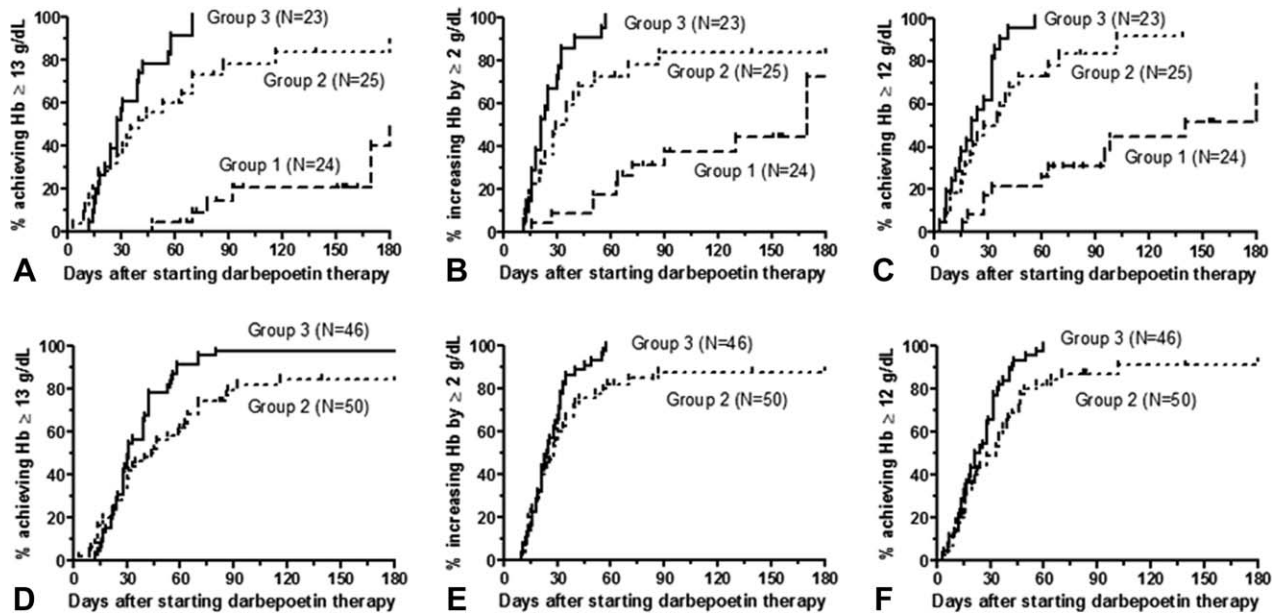 % achieving Hb ≥ 13 g/dL
100
80
60
40
20
0
Group 3 (N=23)
Group 2 (N=25)
Group 1 (N=24)
0 30 60 90 120 150 180
A Days after starting darbepoetin therapy
% increasing Hb by ≥ 2 g/dL
100
80
60
40
20
0
Group 3 (N=23)
Group 2 (N=25)
Group 1 (N=24)
0 30 60 90 120 150 180
B Days after starting darbepoetin therapy
% achieving Hb ≥ 12 g/dL
100
80
60
40
20
0
Group 3 (N=23)
Group 2 (N=25)
Group 1 (N=24)
0 30 60 90 120 150 180
C Days after starting darbepoetin therapy
% achieving Hb ≥ 13 g/dL
100
80
60
40
20
0
Group 3 (N=46)
Group 2 (N=50)
0 30 60 90 120 150 180
D Days after starting darbepoetin therapy
% increasing Hb by ≥ 2 g/dL
100
80
60
40
20
0
Group 3 (N=46)
Group 2 (N=50)
0 30 60 90 120 150 180
E Days after starting darbepoetin therapy
% achieving Hb ≥ 12 g/dL
100
80
60
40
20
0
Group 3 (N=46)
Group 2 (N=50)
0 30 60 90 120 150 180
F Days after starting darbepoetin therapy